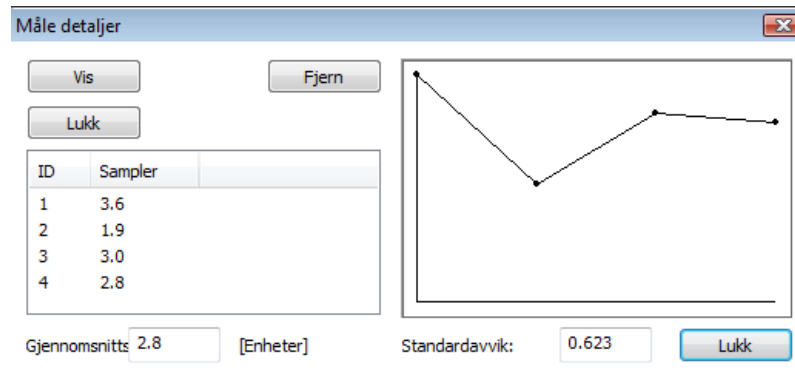 Måle detaljer
Vis
Fjern
Lukk
ID Sampler
1 3.6
2 1.9
3 3.0
4 2.8
Gjennomsnitts 2.8 [Enheter] Standardavvik: 0.623 Lukk